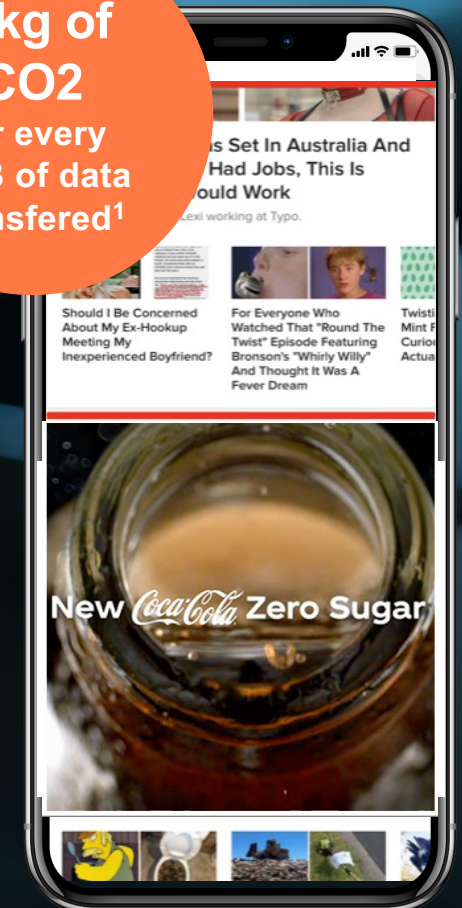 kg of
CO2
every
of data
nsfered¹
s Set In Australia And
Had Jobs, This Is
ould Work
Lexi working at Typo.
Should I Be Concerned
About My Ex-Hookup
Meeting My
Inexperienced Boyfriend?
For Everyone Who
Watched That "Round The
Twist" Episode Featuring
Bronson's "Whirly Willy"
And Thought It Was A
Fever Dream
Twisti
Mint F
Curiou
Actua
New Coca-Cola Zero Sugar